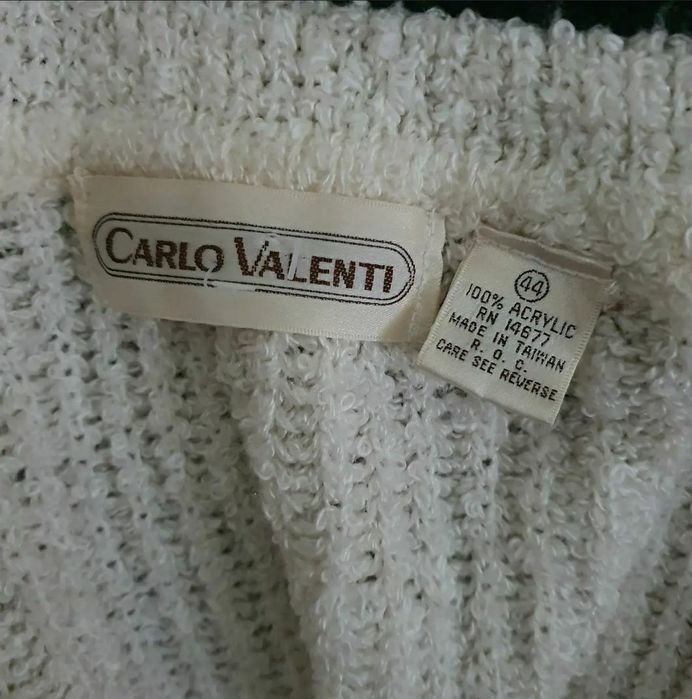 CARLO VALENTI
44
100% ACRYLIC
RN 14677
MADE IN TAIWAN
R. O. C.
CARE SEE REVERSE